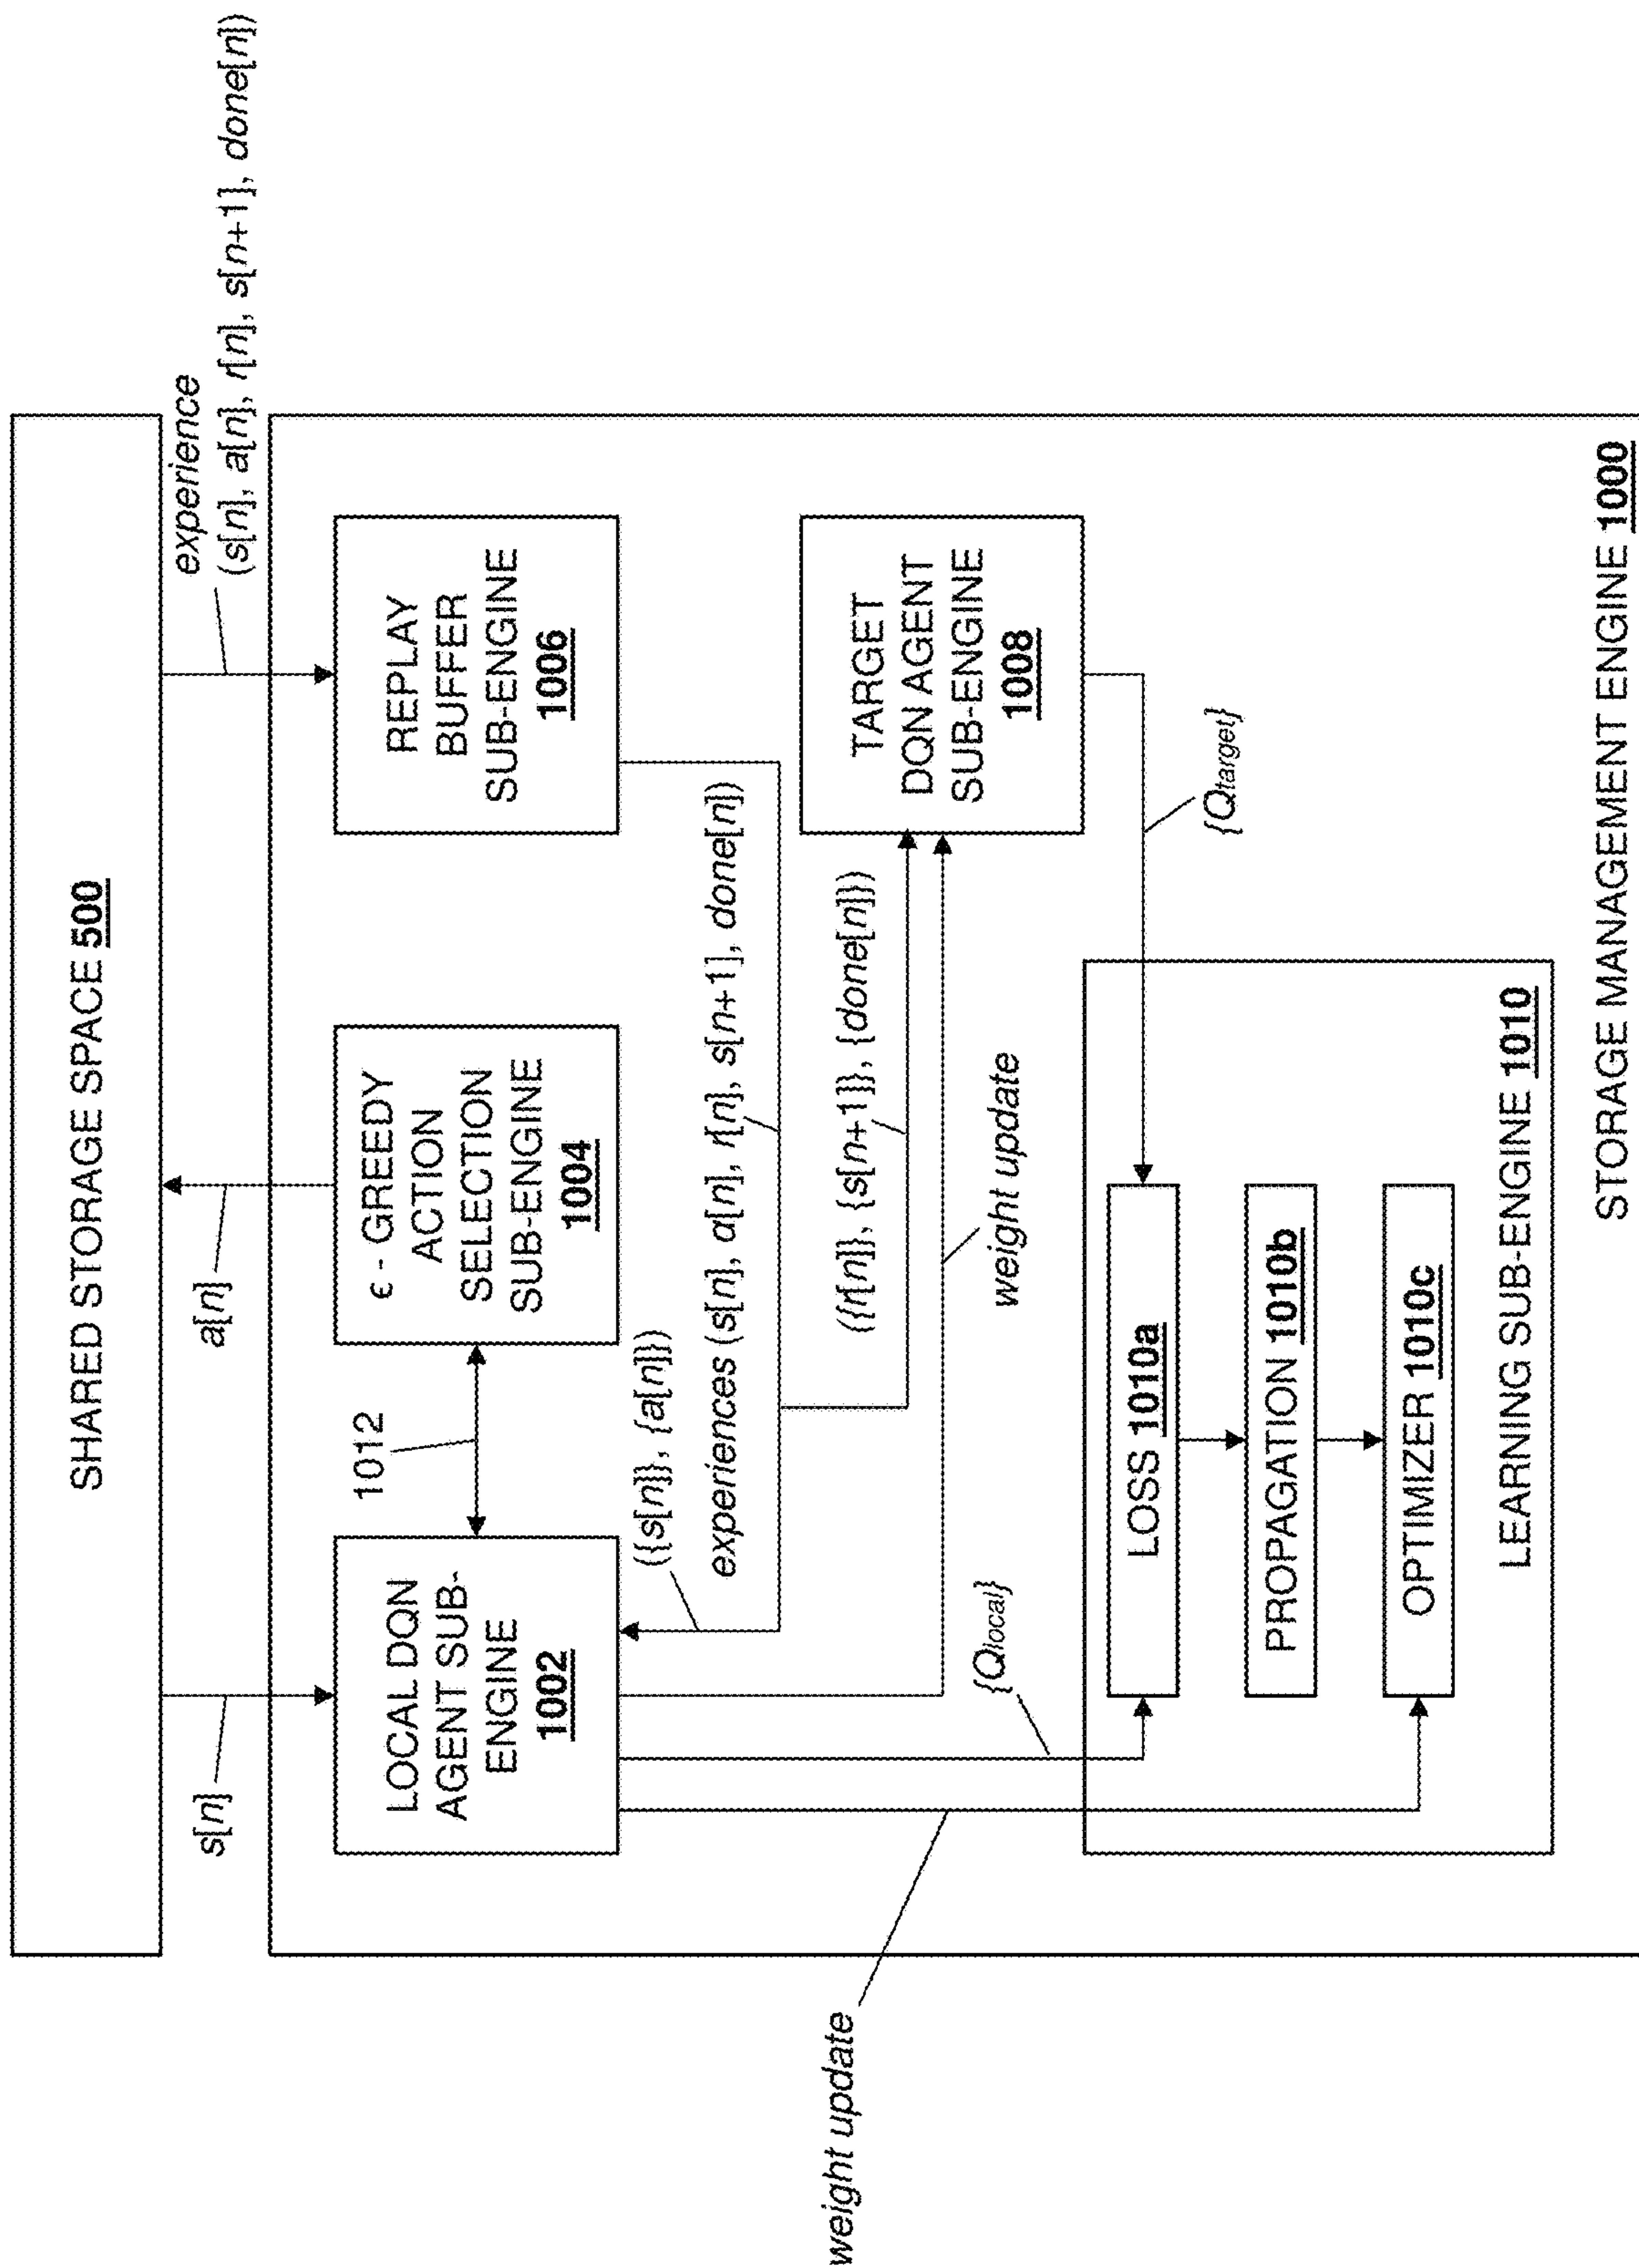 SHARED STORAGE SPACE 500
s[n]
a[n]
experience
(s[n], a[n], r[n], s[n+1], done[n])
LOCAL DQN
AGENT SUB-
ENGINE
1002
1012
ϵ - GREEDY
ACTION
SELECTION
SUB-ENGINE
1004
REPLAY
BUFFER
SUB-ENGINE
1006
({s[n]}, {a[n]})
experiences (s[n], a[n], r[n], s[n+1], done[n])
TARGET
DQN AGENT
SUB-ENGINE
1008
({r[n]}, {s[n+1]}, {done[n]})
weight update
{Qlocal}
{Qtarget}
weight update
LOSS 1010a
PROPAGATION 1010b
OPTIMIZER 1010c
LEARNING SUB-ENGINE 1010
STORAGE MANAGEMENT ENGINE 1000